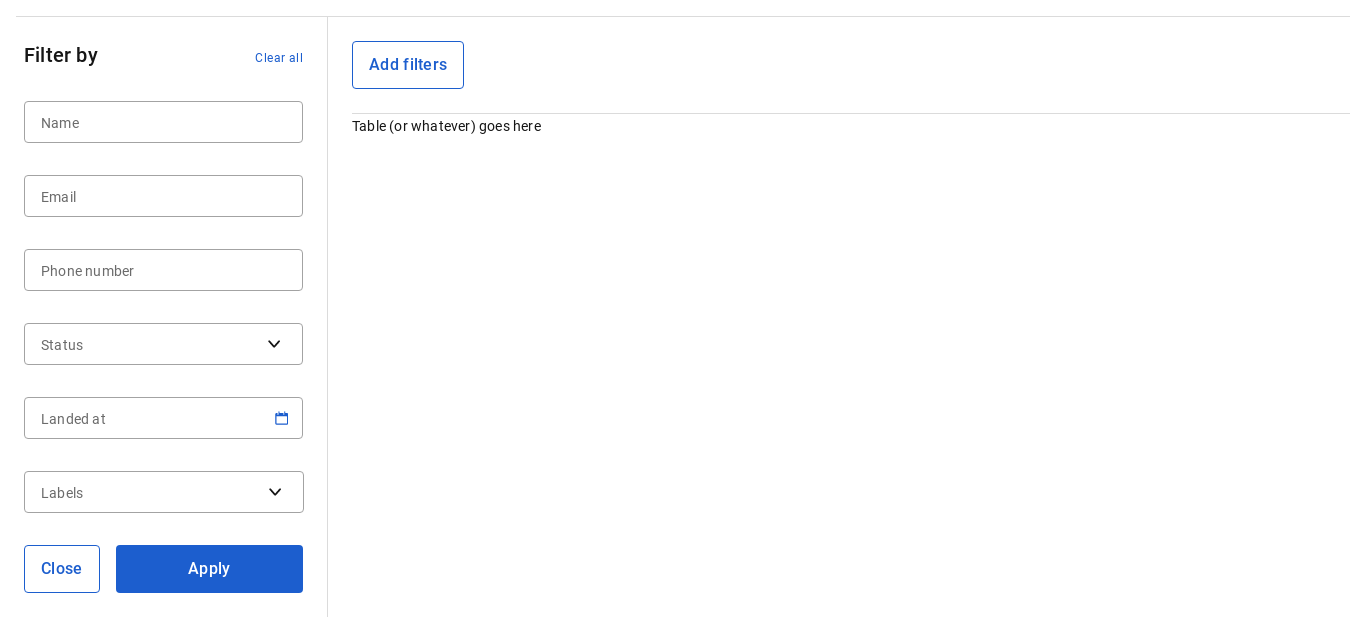 Filter by
Clear all
Name
Email
Phone number
Status
Landed at
Labels
Close
Apply
Add filters
Table (or whatever) goes here